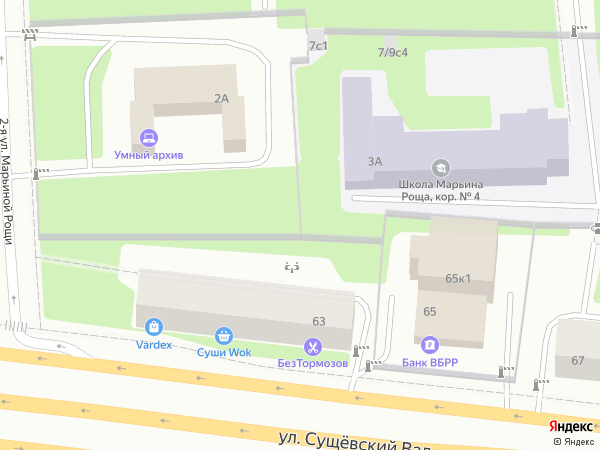 7с1
7/9с4
2А
Умный архив
2-я ул. Марьиной Рощи
3А
Школа Марьина
Роща, кор. № 4
65к1
65
63
Vardex
Суши Wok
БезТормозов
Банк ВБРР
67
ул. Сущёвский Вал
Яндекс
© Яндекс